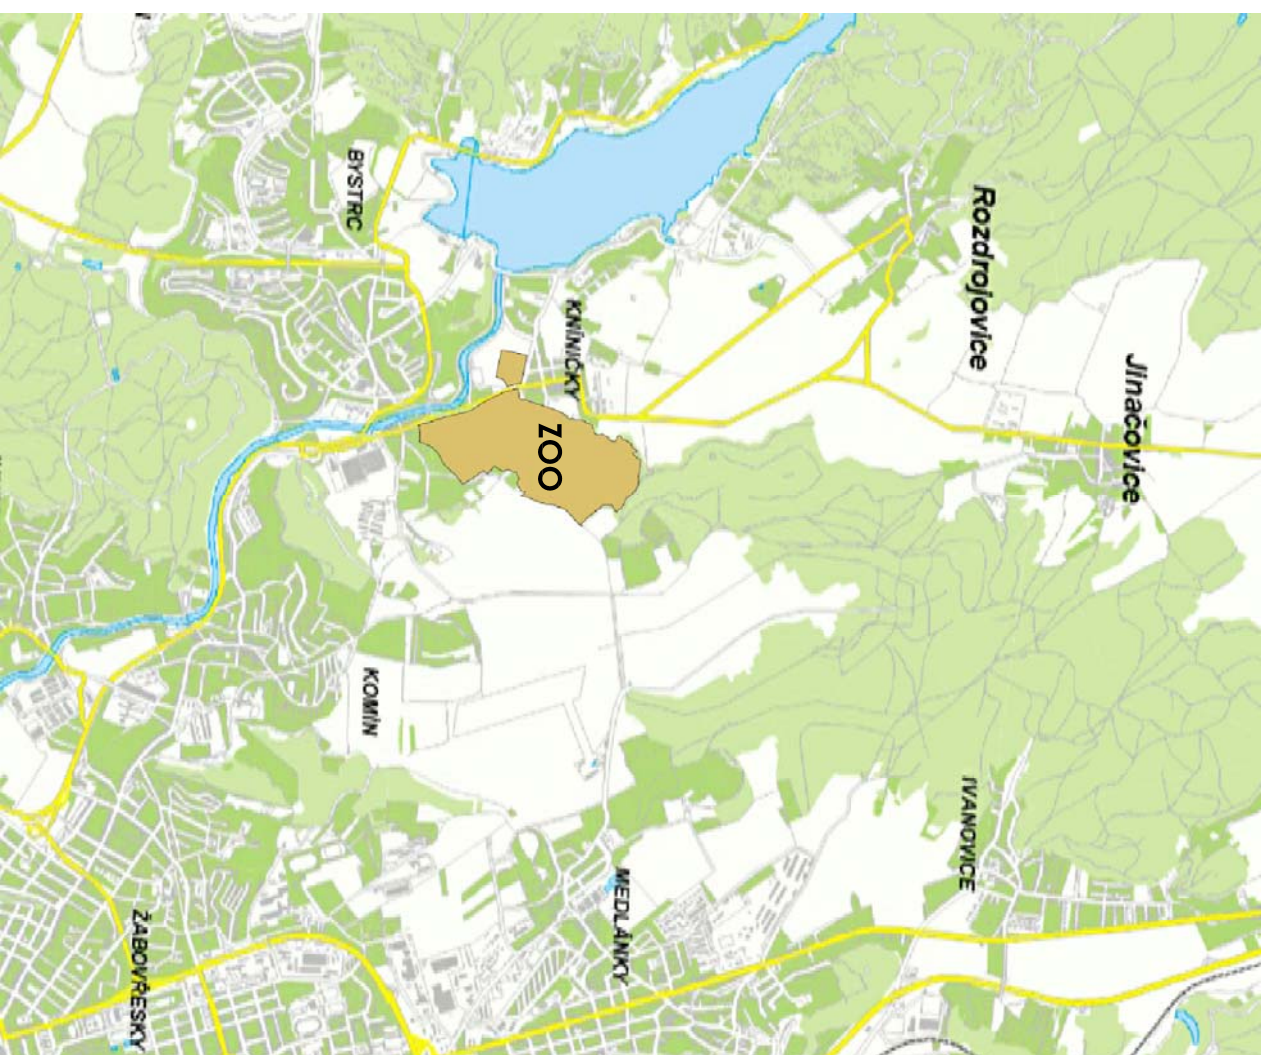 Jinačovice
Rozdrojovice
IVANOVICE
MEDLÁNKY
KNÍNIČKY
ZOO
KOMÍN
BYSTRC
ŽABOVŘESKY